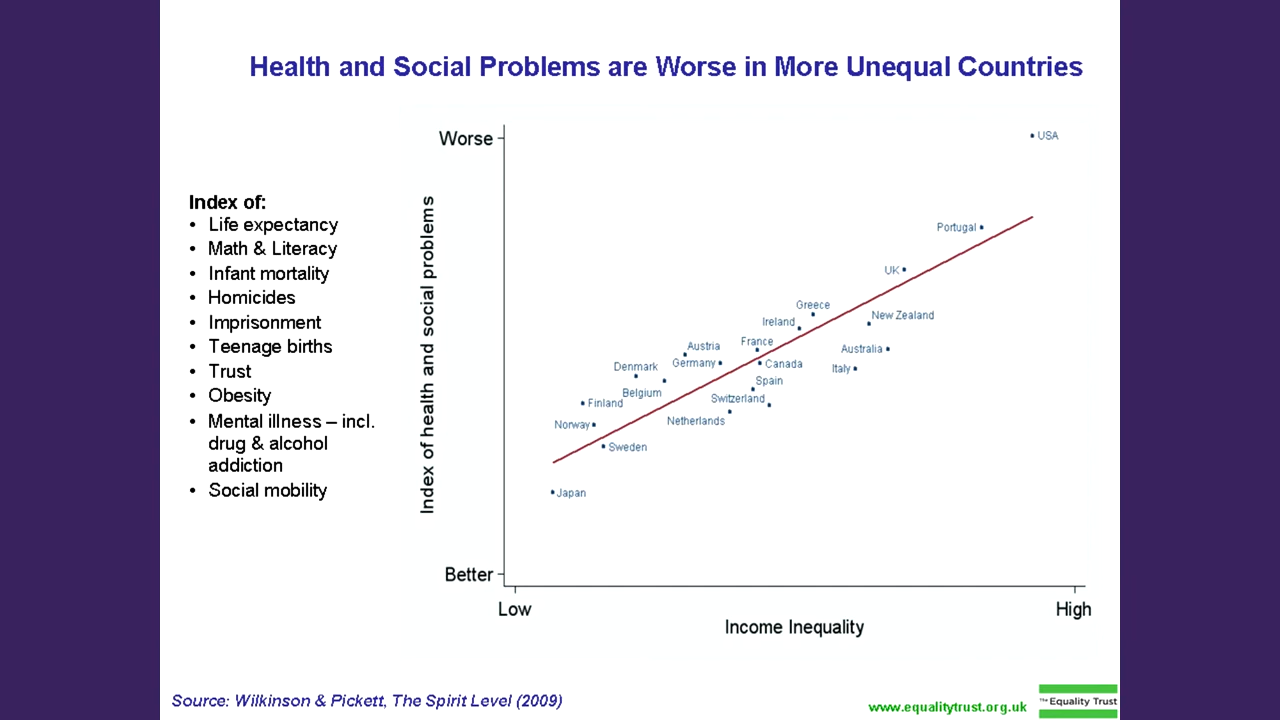 Health and Social Problems are Worse in More Unequal Countries
Index of:
• Life expectancy
• Math & Literacy
• Infant mortality
• Homicides
• Imprisonment
• Teenage births
• Trust
• Obesity
• Mental illness – incl.
drug & alcohol
addiction
• Social mobility
Index of health and social problems
Worse
Better
USA
Portugal
UK
Greece
New Zealand
Ireland
France
Austria
Australia
Germany
Canada
Denmark
Italy
Spain
Belgium
Switzerland
Finland
Netherlands
Norway
Sweden
Japan
Low
High
Income Inequality
Source: Wilkinson & Pickett, The Spirit Level (2009)
www.equalitytrust.org.uk
The Equality Trust